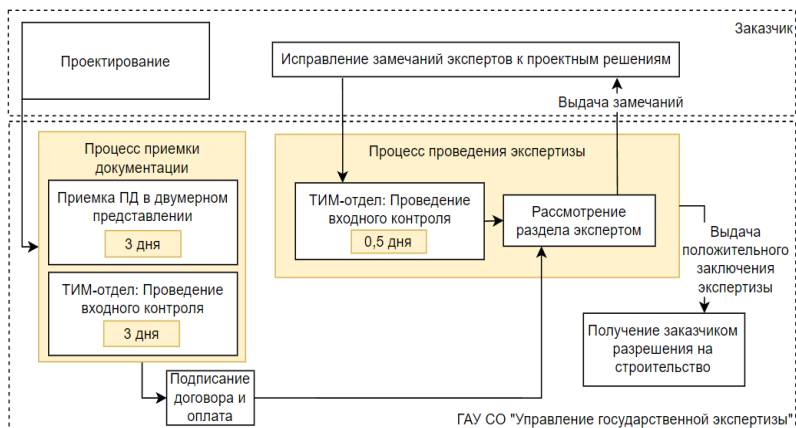 Заказчик
Проектирование
Исправление замечаний экспертов к проектным решениям
Выдача замечаний
Процесс приемки
документации
Приемка ПД в двумерном
представлении
3 дня
ТИМ-отдел: Проведение
входного контроля
3 дня
Подписание
договора и
оплата
Процесс проведения экспертизы
ТИМ-отдел: Проведение
входного контроля
0,5 дня
Рассмотрение
раздела экспертом
Выдача
положительного
заключения
экспертизы
Получение заказчиком
разрешения на
строительство
ГАУ СО "Управление государственной экспертизы"